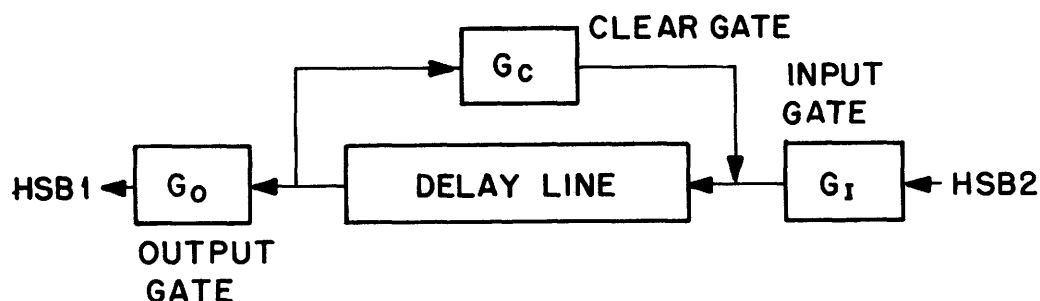 CLEAR GATE
GC
INPUT
GATE
HSB1
GO
DELAY LINE
GI
HSB2
OUTPUT
GATE